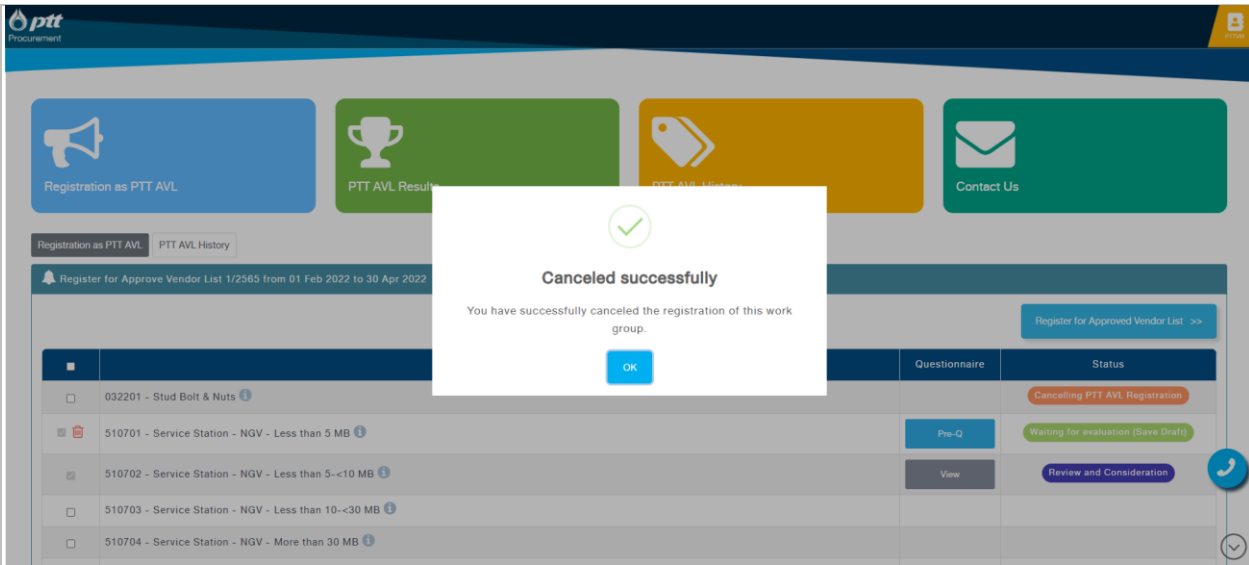 ptt
Procurement
PTTVM
Registration as PTT AVL
PTT AVL Results
PTT AVL History
Contact Us
Registration as PTT AVL
PTT AVL History
Register for Approve Vendor List 1/2565 from 01 Feb 2022 to 30 Apr 2022
Canceled successfully
You have successfully canceled the registration of this work
group.
OK
Register for Approved Vendor List >>
Questionnaire
Status
032201 - Stud Bolt & Nuts
Cancelling PTT AVL Registration
510701 - Service Station - NGV - Less than 5 MB
Pre-Q
Waiting for evaluation (Save Draft)
510702 - Service Station - NGV - Less than 5-<10 MB
View
Review and Consideration
510703 - Service Station - NGV - Less than 10-<30 MB
510704 - Service Station - NGV - More than 30 MB